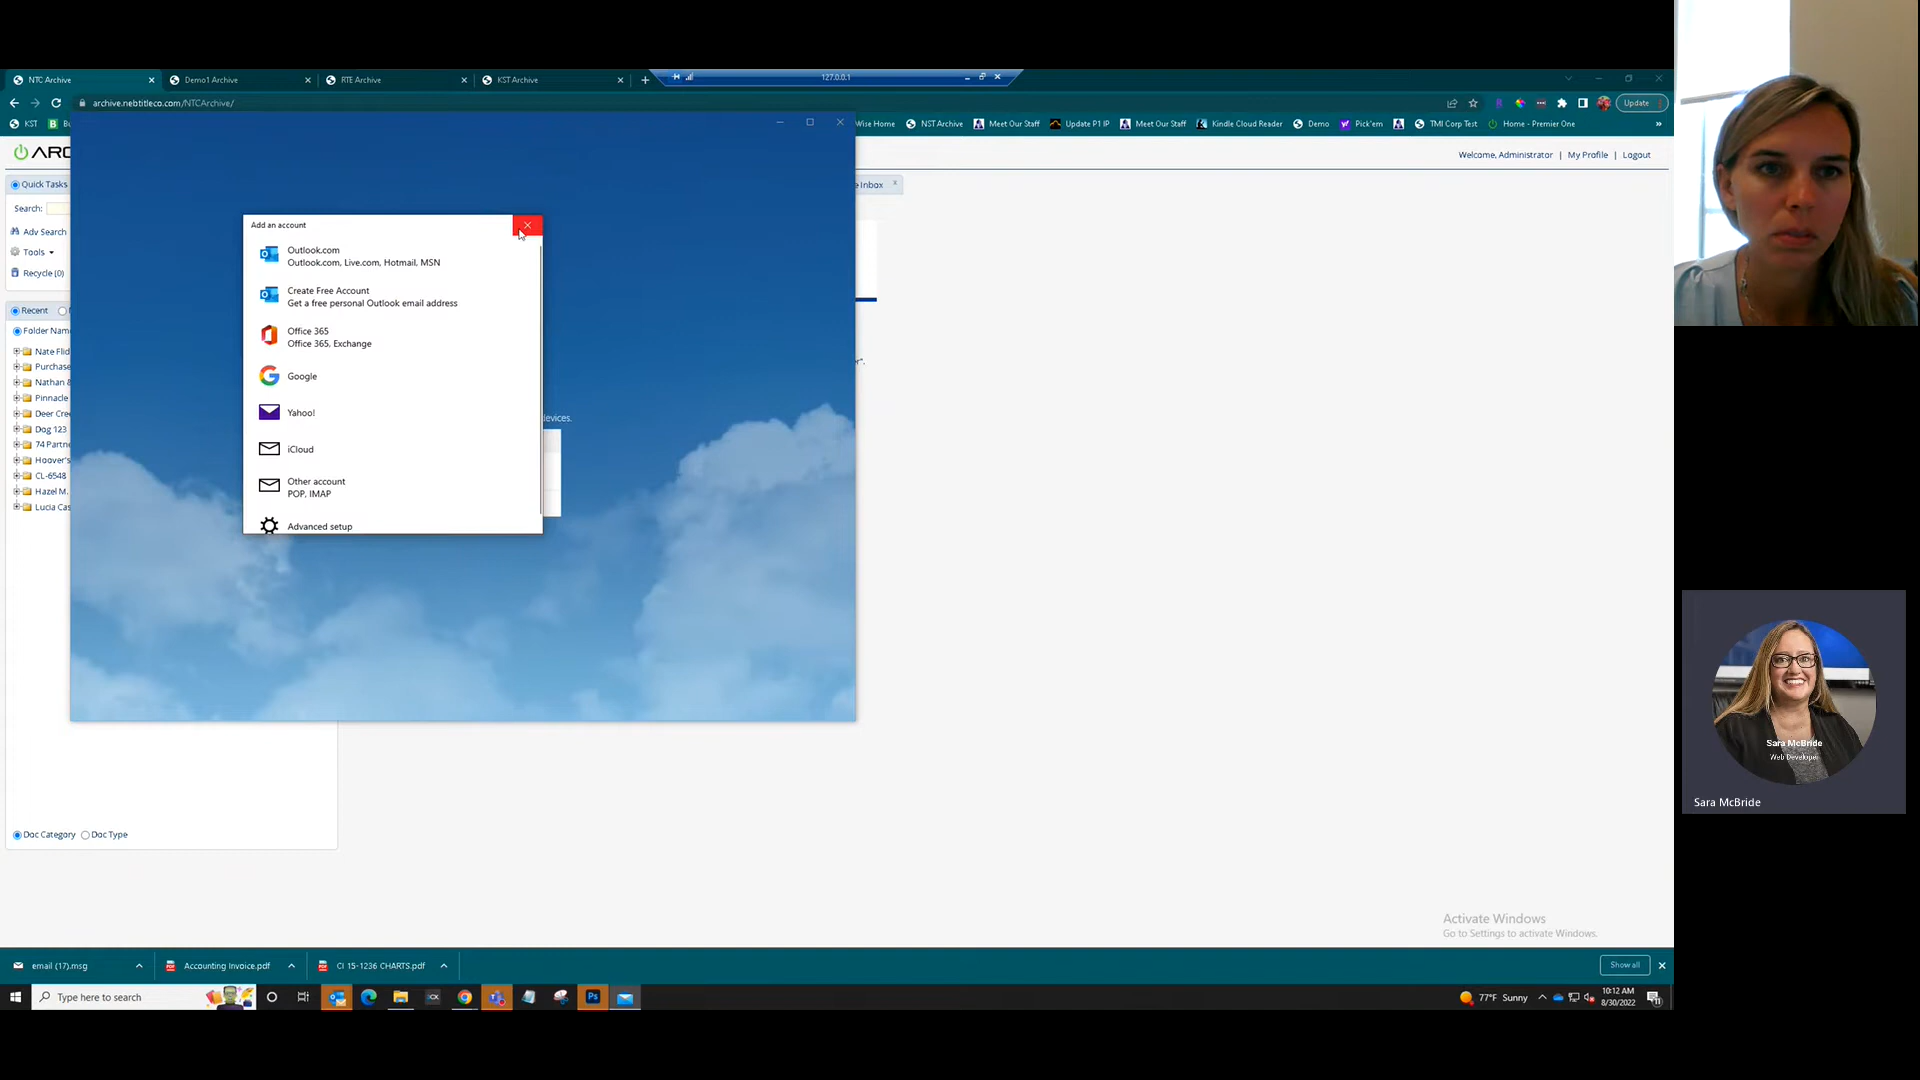 NTC Archive
Demo1 Archive
RTE Archive
KST Archive
127.0.0.1
archive.nebtitleco.com/NTCArchive/
Update
KST
Wise Home
NST Archive
Meet Our Staff
Update P1 IP
Meet Our Staff
Kindle Cloud Reader
Demo
Pick'em
TMI Corp Test
Home - Premier One
»
ARC
Welcome, Administrator | My Profile | Logout
Quick Tasks
e Inbox
Search:
Adv Search
Tools
Recycle (0)
Recent
Folder Nam
Nate Flid
Purchase
Nathan &
Pinnacle
Deer Cre
Dog 123
74 Partne
Hoover's
CL-6548
Hazel M.
Lucia Cas
Add an account
Outlook.com
Outlook.com, Live.com, Hotmail, MSN
Create Free Account
Get a free personal Outlook email address
Office 365
Office 365, Exchange
Google
Yahoo!
iCloud
Other account
POP, IMAP
Advanced setup
devices.
er".
Doc Category
Doc Type
Activate Windows
Go to Settings to activate Windows.
email (17).msg
Accounting Invoice.pdf
CI 15-1236 CHARTS.pdf
Show all
Type here to search
77°F Sunny
10:12 AM
8/30/2022
Sara McBride
Web Developer
Sara McBride